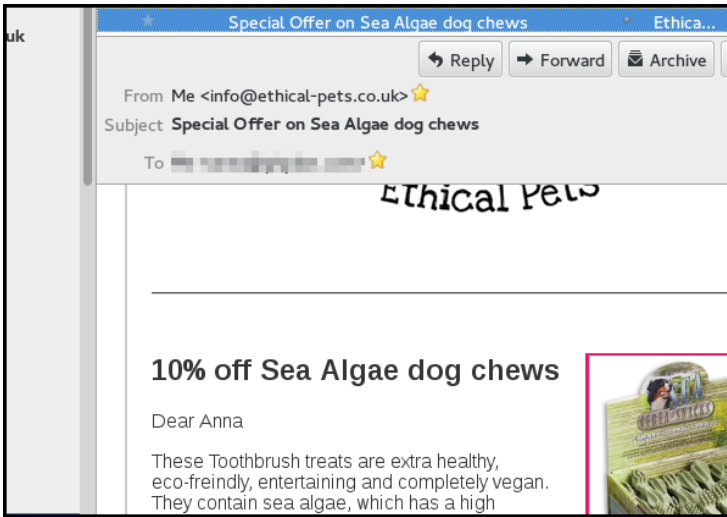 Special Offer on Sea Algae dog chews Ethica...
uk
Reply Forward Archive
From Me <info@ethical-pets.co.uk>
Subject Special Offer on Sea Algae dog chews
To
Ethical Pets
10% off Sea Algae dog chews
Dear Anna
These Toothbrush treats are extra healthy,
eco-freindly, entertaining and completely vegan.
They contain sea algae, which has a high